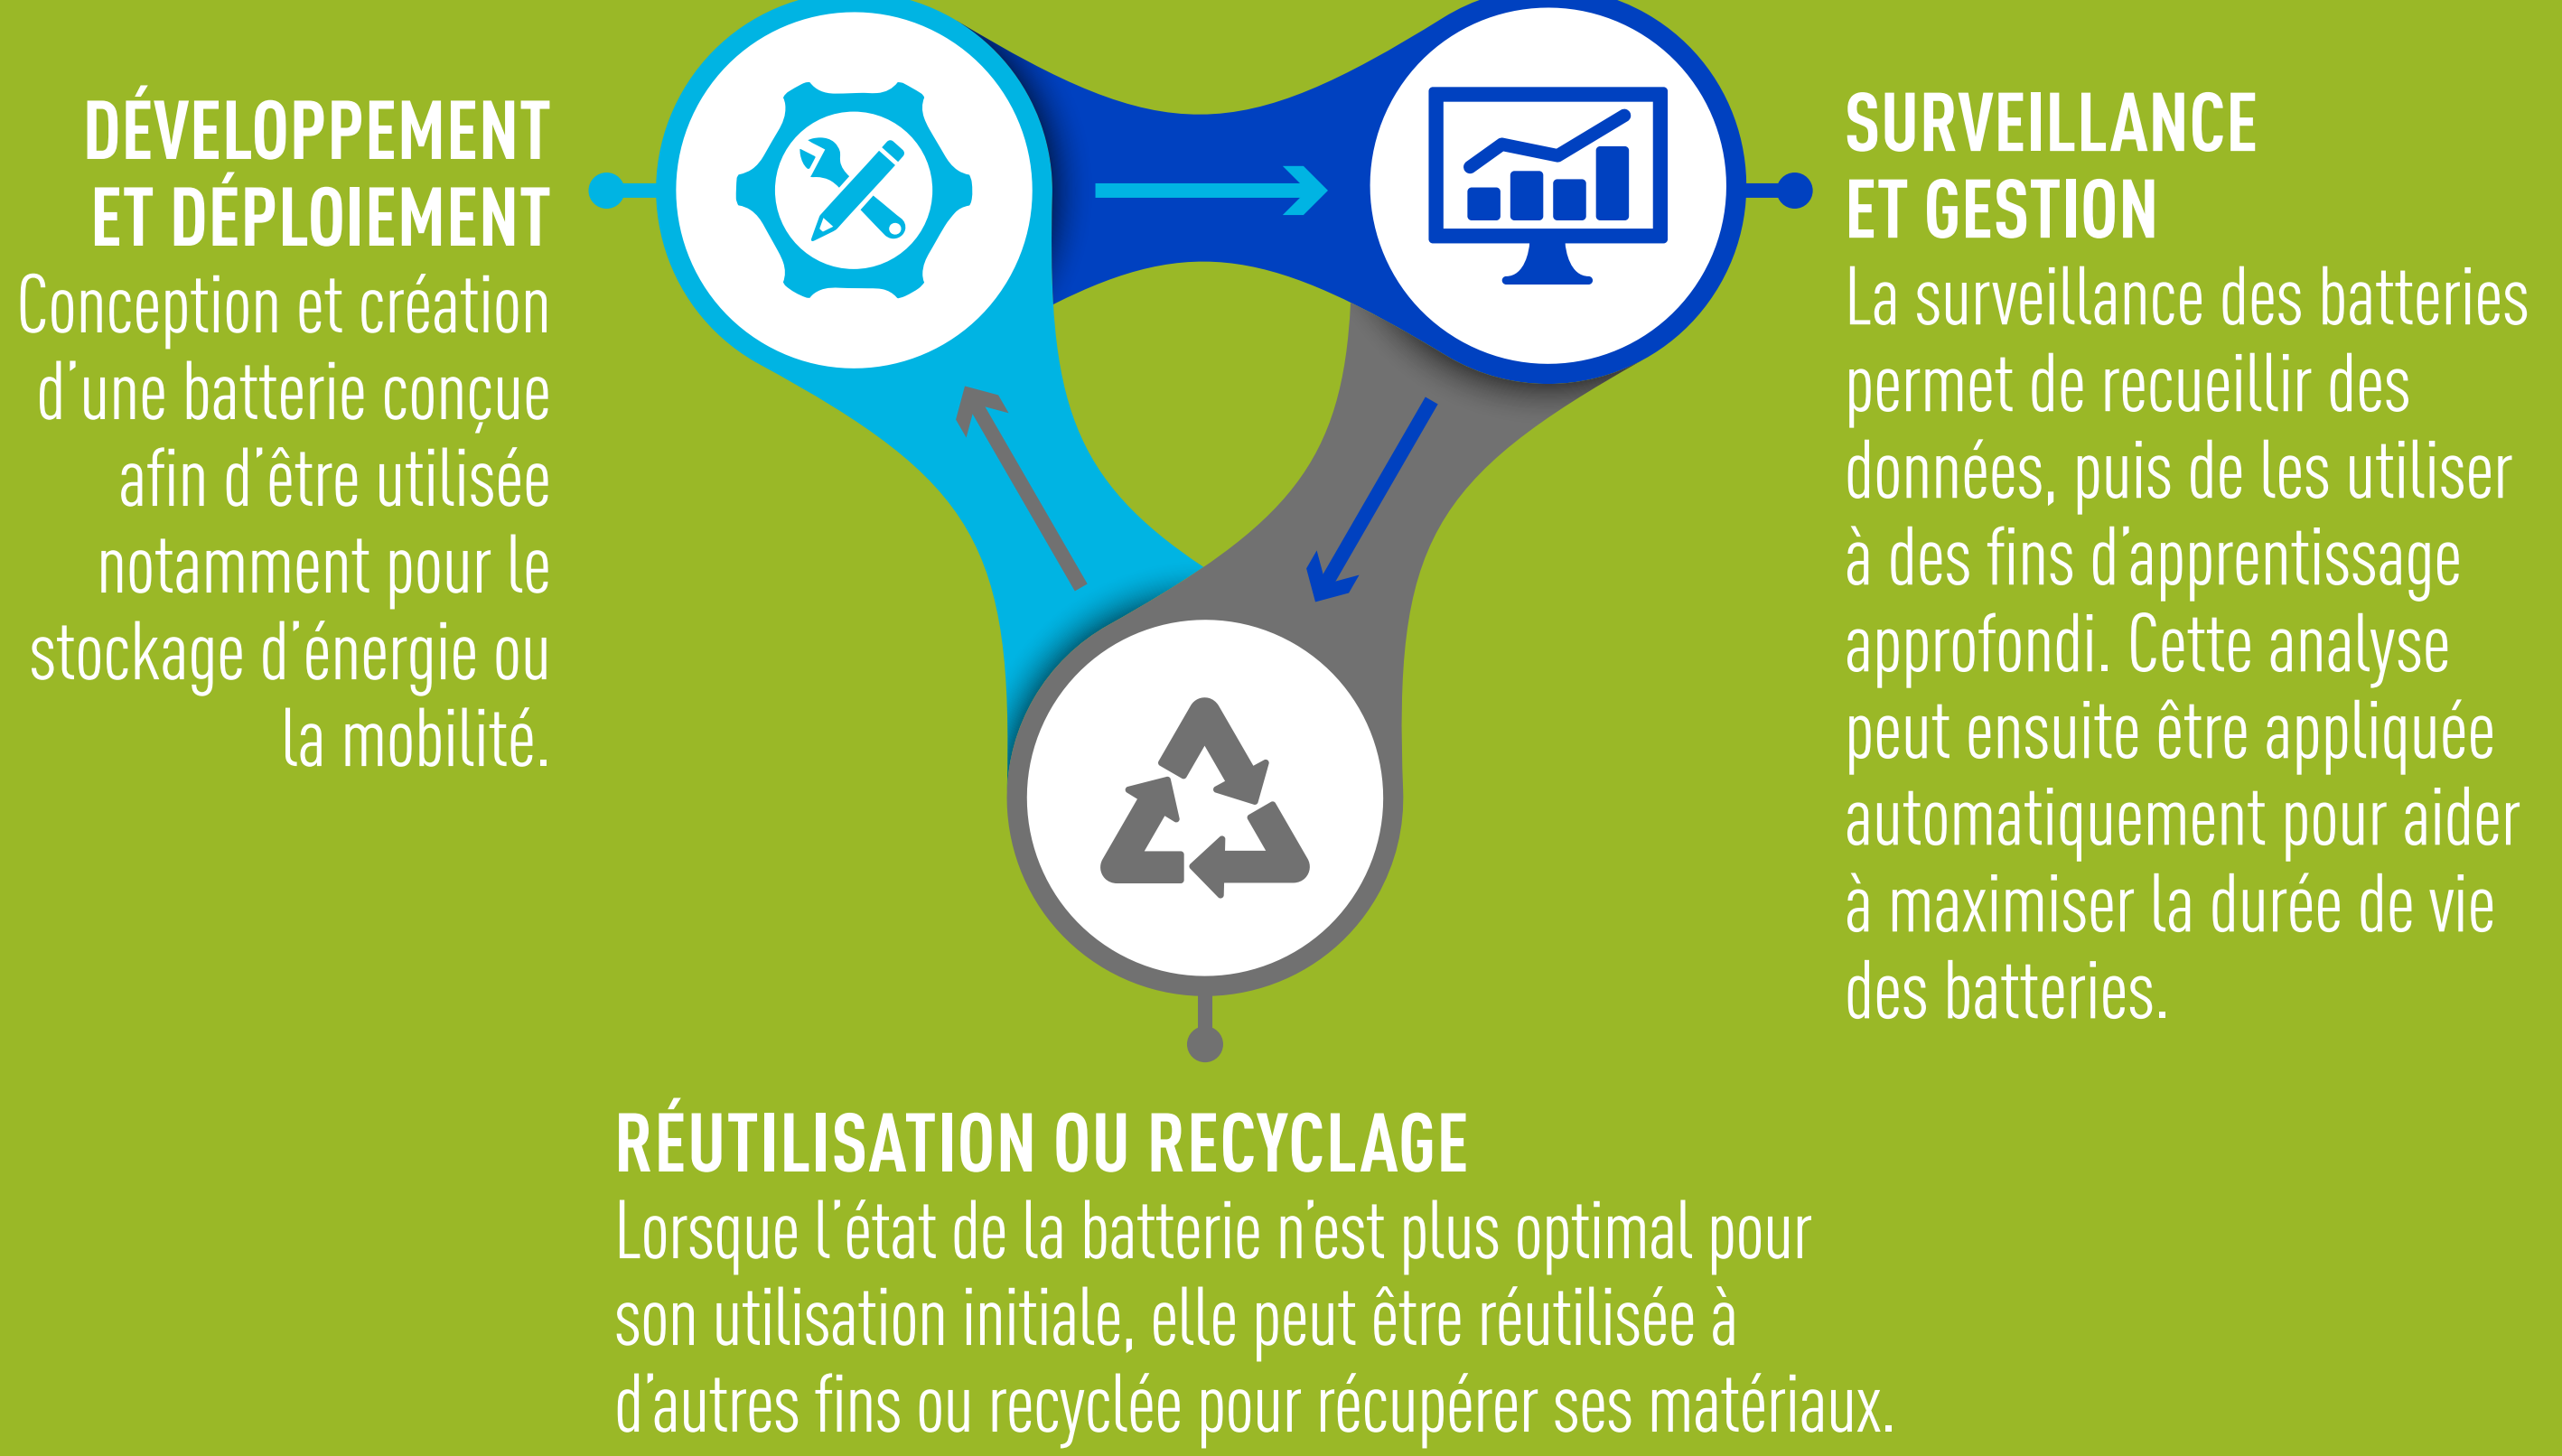 DÉVELOPPEMENT
ET DÉPLOIEMENT
Conception et création
d'une batterie conçue
afin d'être utilisée
notamment pour le
stockage d'énergie ou
la mobilité.
SURVEILLANCE
ET GESTION
La surveillance des batteries
permet de recueillir des
données, puis de les utiliser
à des fins d'apprentissage
approfondi. Cette analyse
peut ensuite être appliquée
automatiquement pour aider
à maximiser la durée de vie
des batteries.
RÉUTILISATION OU RECYCLAGE
Lorsque l'état de la batterie n'est plus optimal pour
son utilisation initiale, elle peut être réutilisée à
d'autres fins ou recyclée pour récupérer ses matériaux.